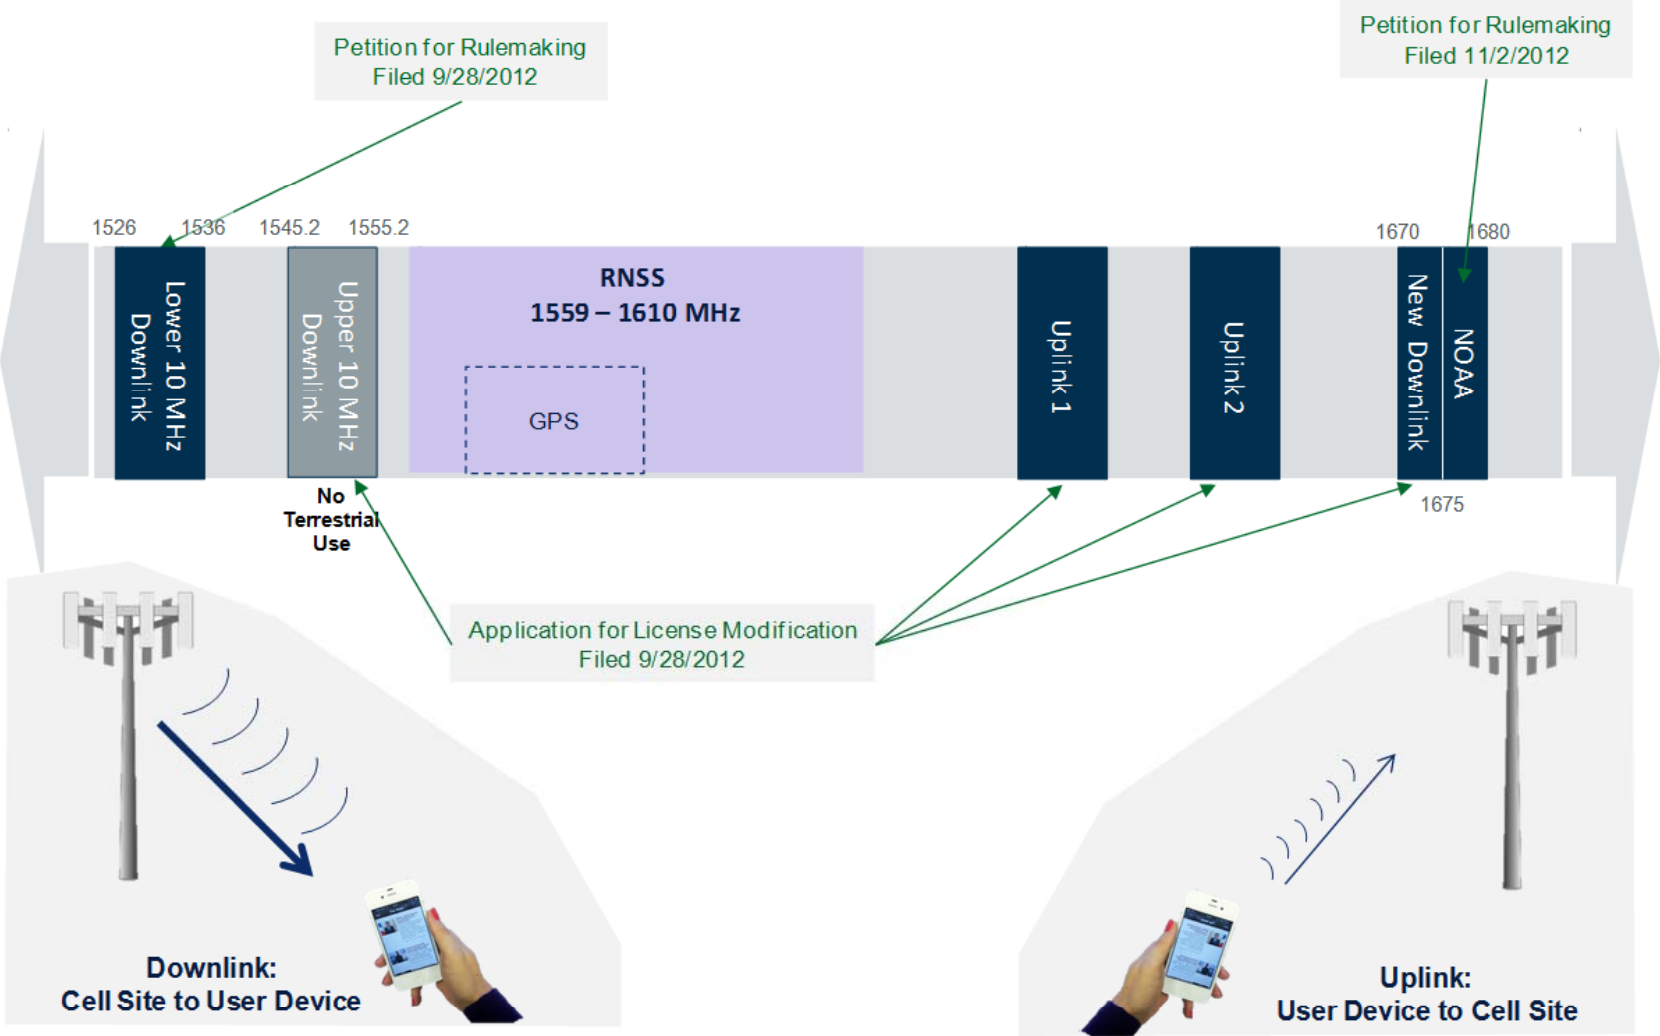 Petition for Rulemaking
Filed 9/28/2012
Petition for Rulemaking
Filed 11/2/2012
1526
1536
1545.2
1555.2
1670
1680
Lower 10 MHz
Downlink
Upper 10 MHz
Downlink
RNSS
1559 – 1610 MHz
GPS
Uplink 1
Uplink 2
New Downlink
NOAA
No
Terrestrial
Use
1675
Application for License Modification
Filed 9/28/2012
Downlink:
Cell Site to User Device
Uplink:
User Device to Cell Site